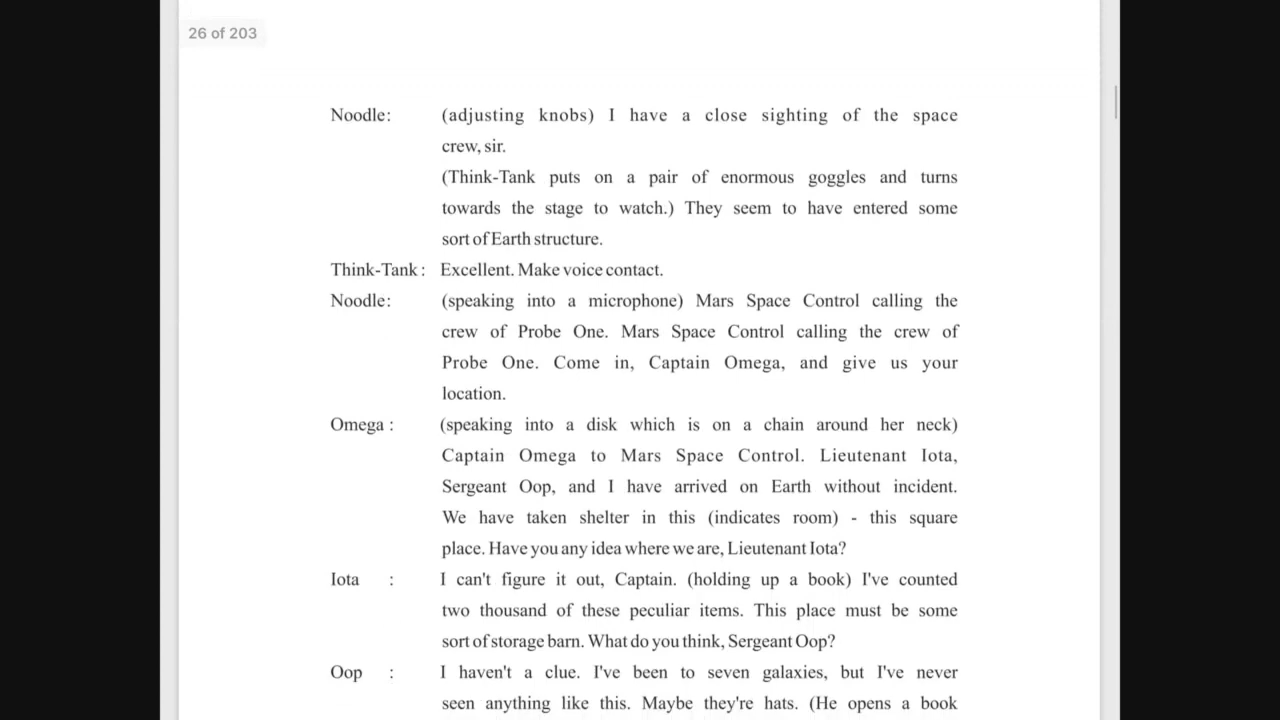 26 of 203
Noodle: (adjusting knobs) I have a close sighting of the space
crew, sir.
(Think-Tank puts on a pair of enormous goggles and turns
towards the stage to watch.) They seem to have entered some
sort of Earth structure.
Think-Tank : Excellent. Make voice contact.
Noodle: (speaking into a microphone) Mars Space Control calling the
crew of Probe One. Mars Space Control calling the crew of
Probe One. Come in, Captain Omega, and give us your
location.
Omega : (speaking into a disk which is on a chain around her neck)
Captain Omega to Mars Space Control. Lieutenant Iota,
Sergeant Oop, and I have arrived on Earth without incident.
We have taken shelter in this (indicates room) - this square
place. Have you any idea where we are, Lieutenant Iota?
Iota : I can't figure it out, Captain. (holding up a book) I've counted
two thousand of these peculiar items. This place must be some
sort of storage barn. What do you think, Sergeant Oop?
Oop : I haven't a clue. I've been to seven galaxies, but I've never
seen anything like this. Maybe they're hats. (He opens a book